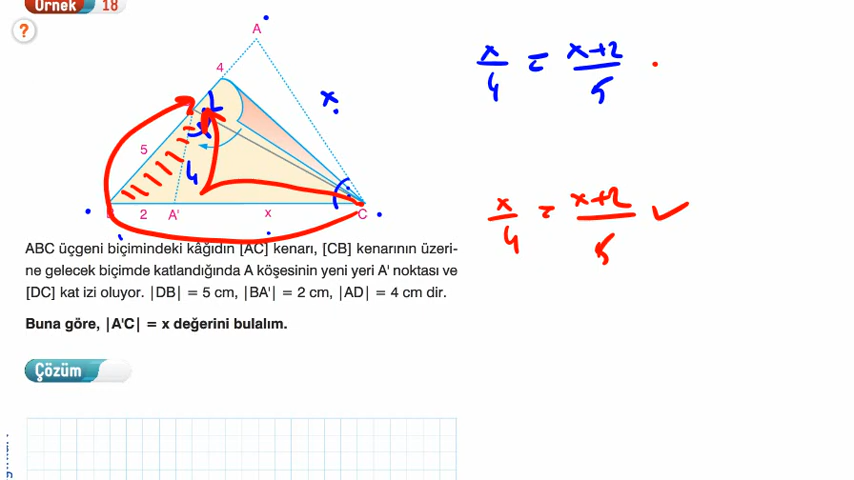 Örnek 18
?
A
4
x
5
4
2
A'
x
C
x/4 = (x+2)/5
x/4 = (x+2)/5 ✓
ABC üçgeni biçimindeki kâğıdın [AC] kenarı, [CB] kenarının üzeri-
ne gelecek biçimde katlandığında A köşesinin yeni yeri A' noktası ve
[DC] kat izi oluyor. |DB| = 5 cm, |BA'| = 2 cm, |AD| = 4 cm dir.
Buna göre, |A'C| = x değerini bulalım.
Çözüm